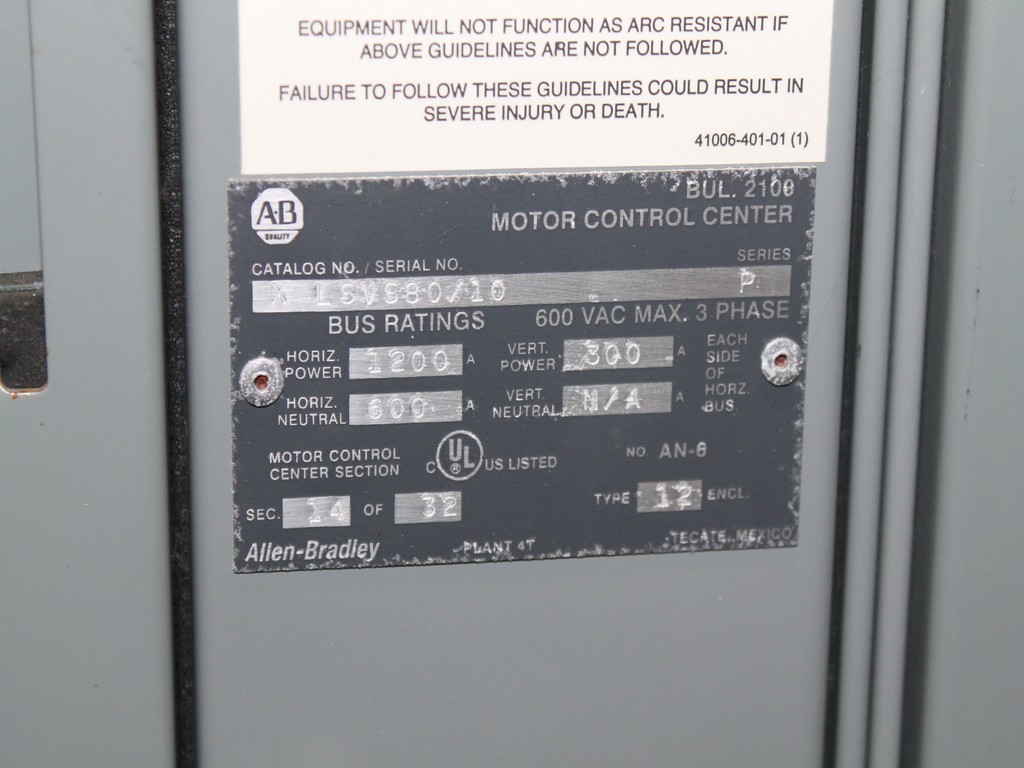 EQUIPMENT WILL NOT FUNCTION AS ARC RESISTANT IF
ABOVE GUIDELINES ARE NOT FOLLOWED.
FAILURE TO FOLLOW THESE GUIDELINES COULD RESULT IN
SEVERE INJURY OR DEATH.
41006-401-01 (1)
A-B
QUALITY
BUL. 2100
MOTOR CONTROL CENTER
CATALOG NO. / SERIAL NO.
SERIES
X LSVS80/10
P
BUS RATINGS
600 VAC MAX. 3 PHASE
HORIZ. POWER 1200 A
VERT. POWER 300 A
EACH SIDE OF HORZ. BUS
HORIZ. NEUTRAL 600 A
VERT. NEUTRAL N/A A
MOTOR CONTROL
CENTER SECTION
C UL ® US LISTED
NO. AN-6
SEC. 14 OF 32
TYPE 12 ENCL.
Allen-Bradley
PLANT 4T
TECATE, MEXICO